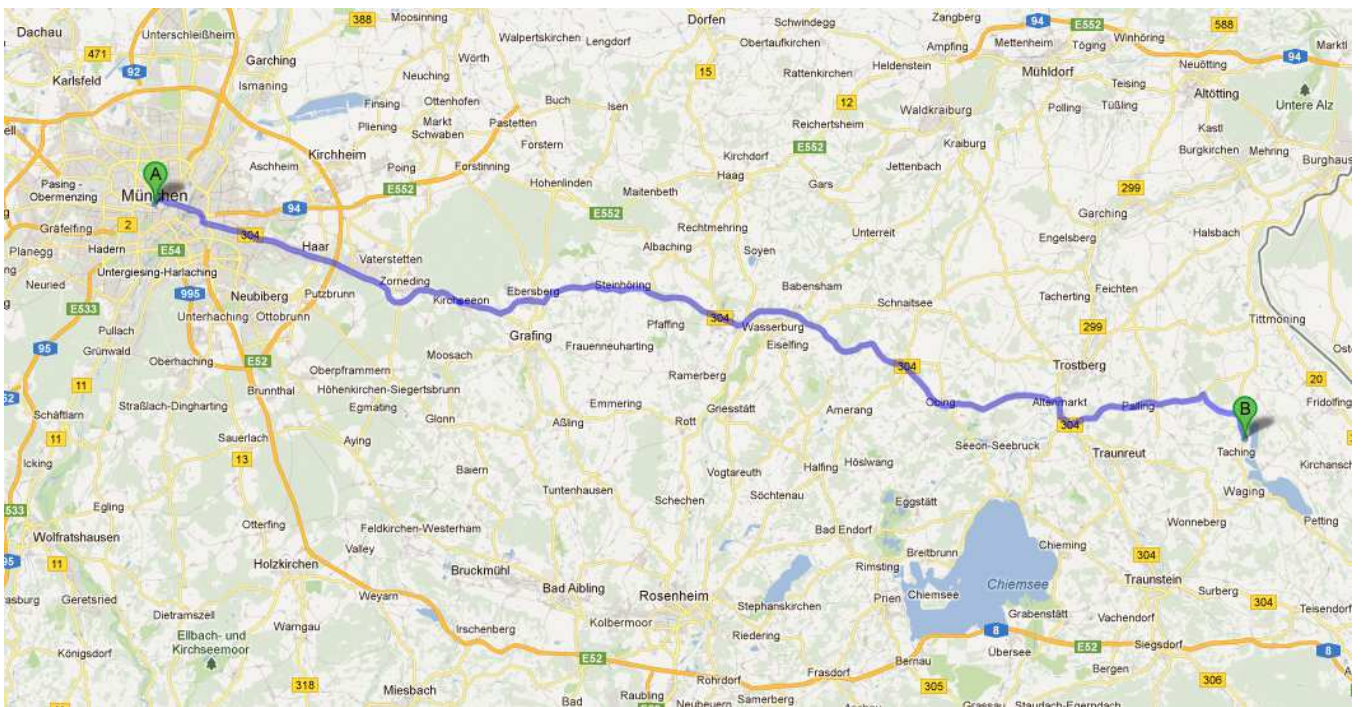 388
Moosinning
Dorfen
Schwindegg
Zangberg
E552
588
Dachau
Unterschleißheim
Walpertskirchen
Lengdorf
Obertaufkirchen
Ampfing
Mettenheim
Töging
Winhöring
Marktl
471
Garching
Wörth
94
Neuötting
94
92
Karlsfeld
Ismaning
Neuching
15
Rattenkirchen
Heldenstein
Mühldorf
Teising
Altötting
Finsing
Ottenhofen
Buch
Isen
12
Waldkraiburg
Polling
Tüßling
Untere Alz
Pliening
Markt
Schwaben
Pastetten
Reichertsheim
Kastl
Forstern
Kraiburg
Burgkirchen
Mehring
Burghaus
Aschheim
Kirchheim
Poing
Forstinning
Kirchdorf
E552
Jettenbach
A
Pasing -
Obermenzing
München
E552
Hohenlinden
Maitenbeth
Haag
Gars
299
94
E552
Garching
Gräfelfing
2
304
Rechtmehring
Unterreit
Engelsberg
Halsbach
Planegg
Hadern
E54
Haar
Albaching
Soyen
Vaterstetten
Untergiesing-Harlaching
Neuried
995
Neubiberg
Putzbrunn
Zorneding
Kirchseeon
Ebersberg
Steinhöring
Babensham
Schnaitsee
Tacherting
Feichten
E533
Unterhaching
Ottobrunn
304
Wasserburg
Tittmoning
Pullach
Grafing
Pfaffing
Eiselfing
299
95
Grünwald
Oberhaching
E52
Moosach
Frauenneuharting
304
Trostberg
11
Brunnthal
Oberpframmern
Ramerberg
20
Höhenkirchen-Siegertsbrunn
Straßlach-Dingharting
Egmating
Glonn
Emmering
Griesstätt
Amerang
Obing
Altenmarkt
Palling
B
Fridolfing
Schäftlarn
Aßling
Rott
304
11
Sauerlach
Aying
Seeon-Seebruck
Traunreut
Taching
Icking
13
Baiern
Vogtareuth
Halfing
Höslwang
Kirchansch
Tuntenhausen
Schechen
Söchtenau
Eggstätt
Waging
Egling
Otterfing
Feldkirchen-Westerham
Bad Endorf
Wonneberg
Petting
Wolfratshausen
Valley
Breitbrunn
Chieming
11
Holzkirchen
Bruckmühl
Rimsting
304
Geretsried
Bad Aibling
Rosenheim
Chiemsee
Chiemsee
Traunstein
Surberg
Weyarn
Stephanskirchen
Prien
304
Teisendorf
Dietramszell
Kolbermoor
Grabenstätt
Vachendorf
Warngau
Irschenberg
Riedering
8
Ellbach- und
Kirchseemoor
Übersee
E52
Siegsdorf
8
Königsdorf
E52
Bernau
Bergen
Frasdorf
Rohrdorf
318
Miesbach
Raubling
Samerberg
305
306
Bad
Neubeuern
Grassau
Staudach-Egerndach